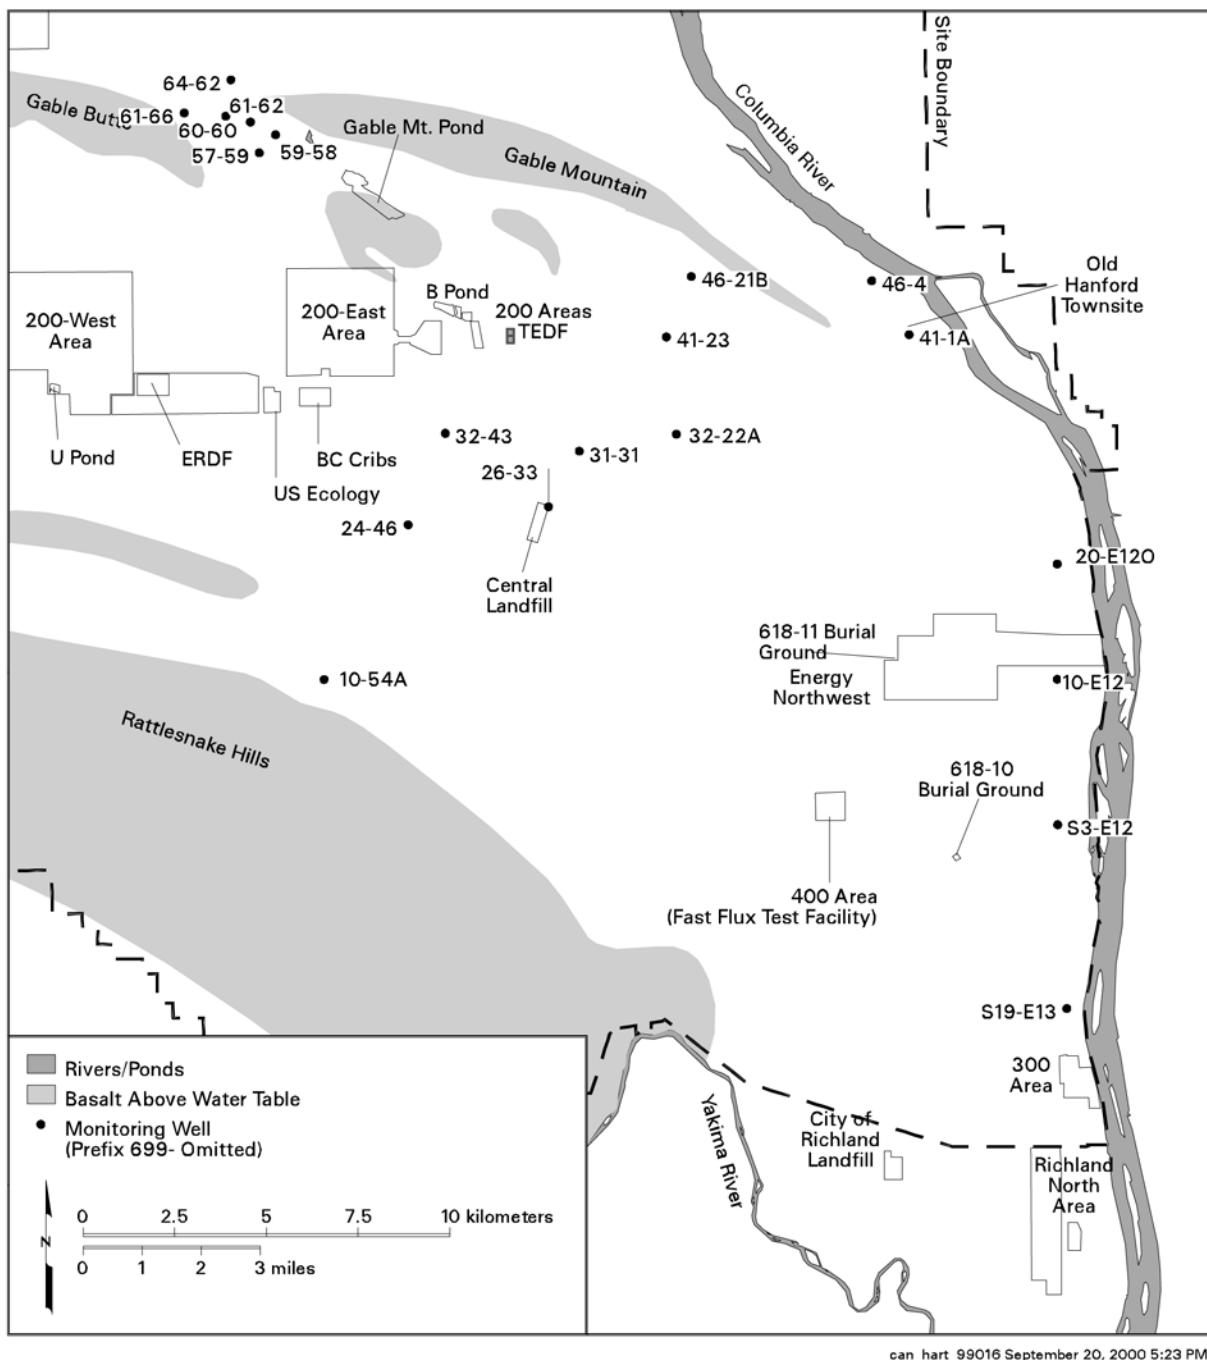 Site Boundary
64-62
Gable Butte
61-66
61-62
60-60
Gable Mt. Pond
57-59
59-58
Gable Mountain
Columbia River
46-21B
46-4
Old
Hanford
Townsite
B Pond
200-West
Area
200-East
Area
200 Areas
TEDF
41-23
41-1A
32-43
32-22A
U Pond
ERDF
BC Cribs
31-31
26-33
US Ecology
24-46
20-E12O
Central
Landfill
618-11 Burial
Ground
Energy
Northwest
10-54A
10-E12
Rattlesnake Hills
618-10
Burial Ground
S3-E12
400 Area
(Fast Flux Test Facility)
S19-E13
300
Area
Rivers/Ponds
Basalt Above Water Table
Monitoring Well
(Prefix 699- Omitted)
Yakima River
City of
Richland
Landfill
Richland
North
Area
0 2.5 5 7.5 10 kilometers
N
0 1 2 3 miles
can_hart_99016 September 20, 2000 5:23 PM